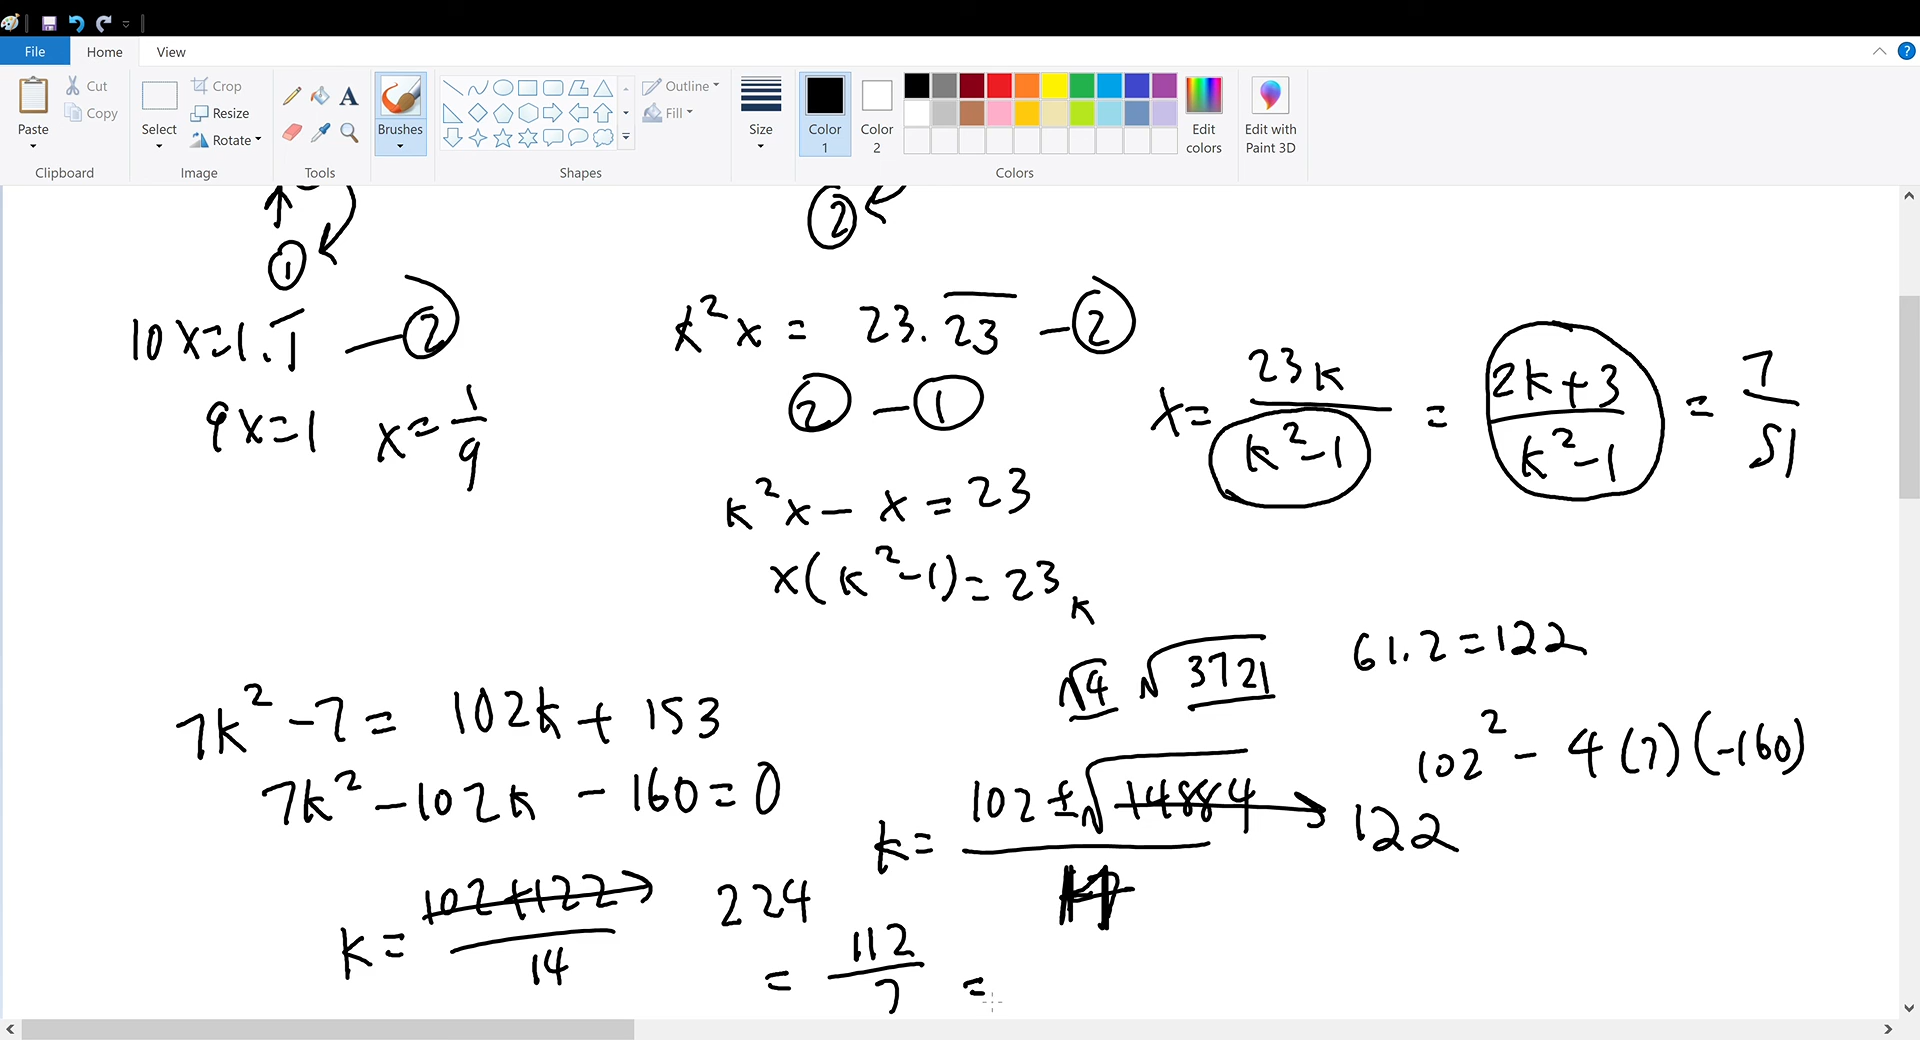 File Home View
Paste
Cut
Copy
Clipboard
Select
Crop
Resize
Rotate
Image
A
Tools
Brushes
Outline
Fill
Shapes
Size
Color 1
Color 2
Edit colors
Colors
Edit with Paint 3D
?
②
①
10x=1.1̅ —②
9x=1 x=1/9
k²x = 23.2̅3̅ —②
② — ①
k²x - x = 23
x(k²-1) = 23ₖ
x = 23ₖ/(k²-1) = (2k+3)/(k²-1) = 7/51
7k² - 7 = 102k + 153
7k² - 102k - 160 = 0
√4 √3721 61.2=122
102² - 4(7)(-160)
k = 102 ± √14884 → 122
k = (102+122)/14 → 224
= 112/7 =